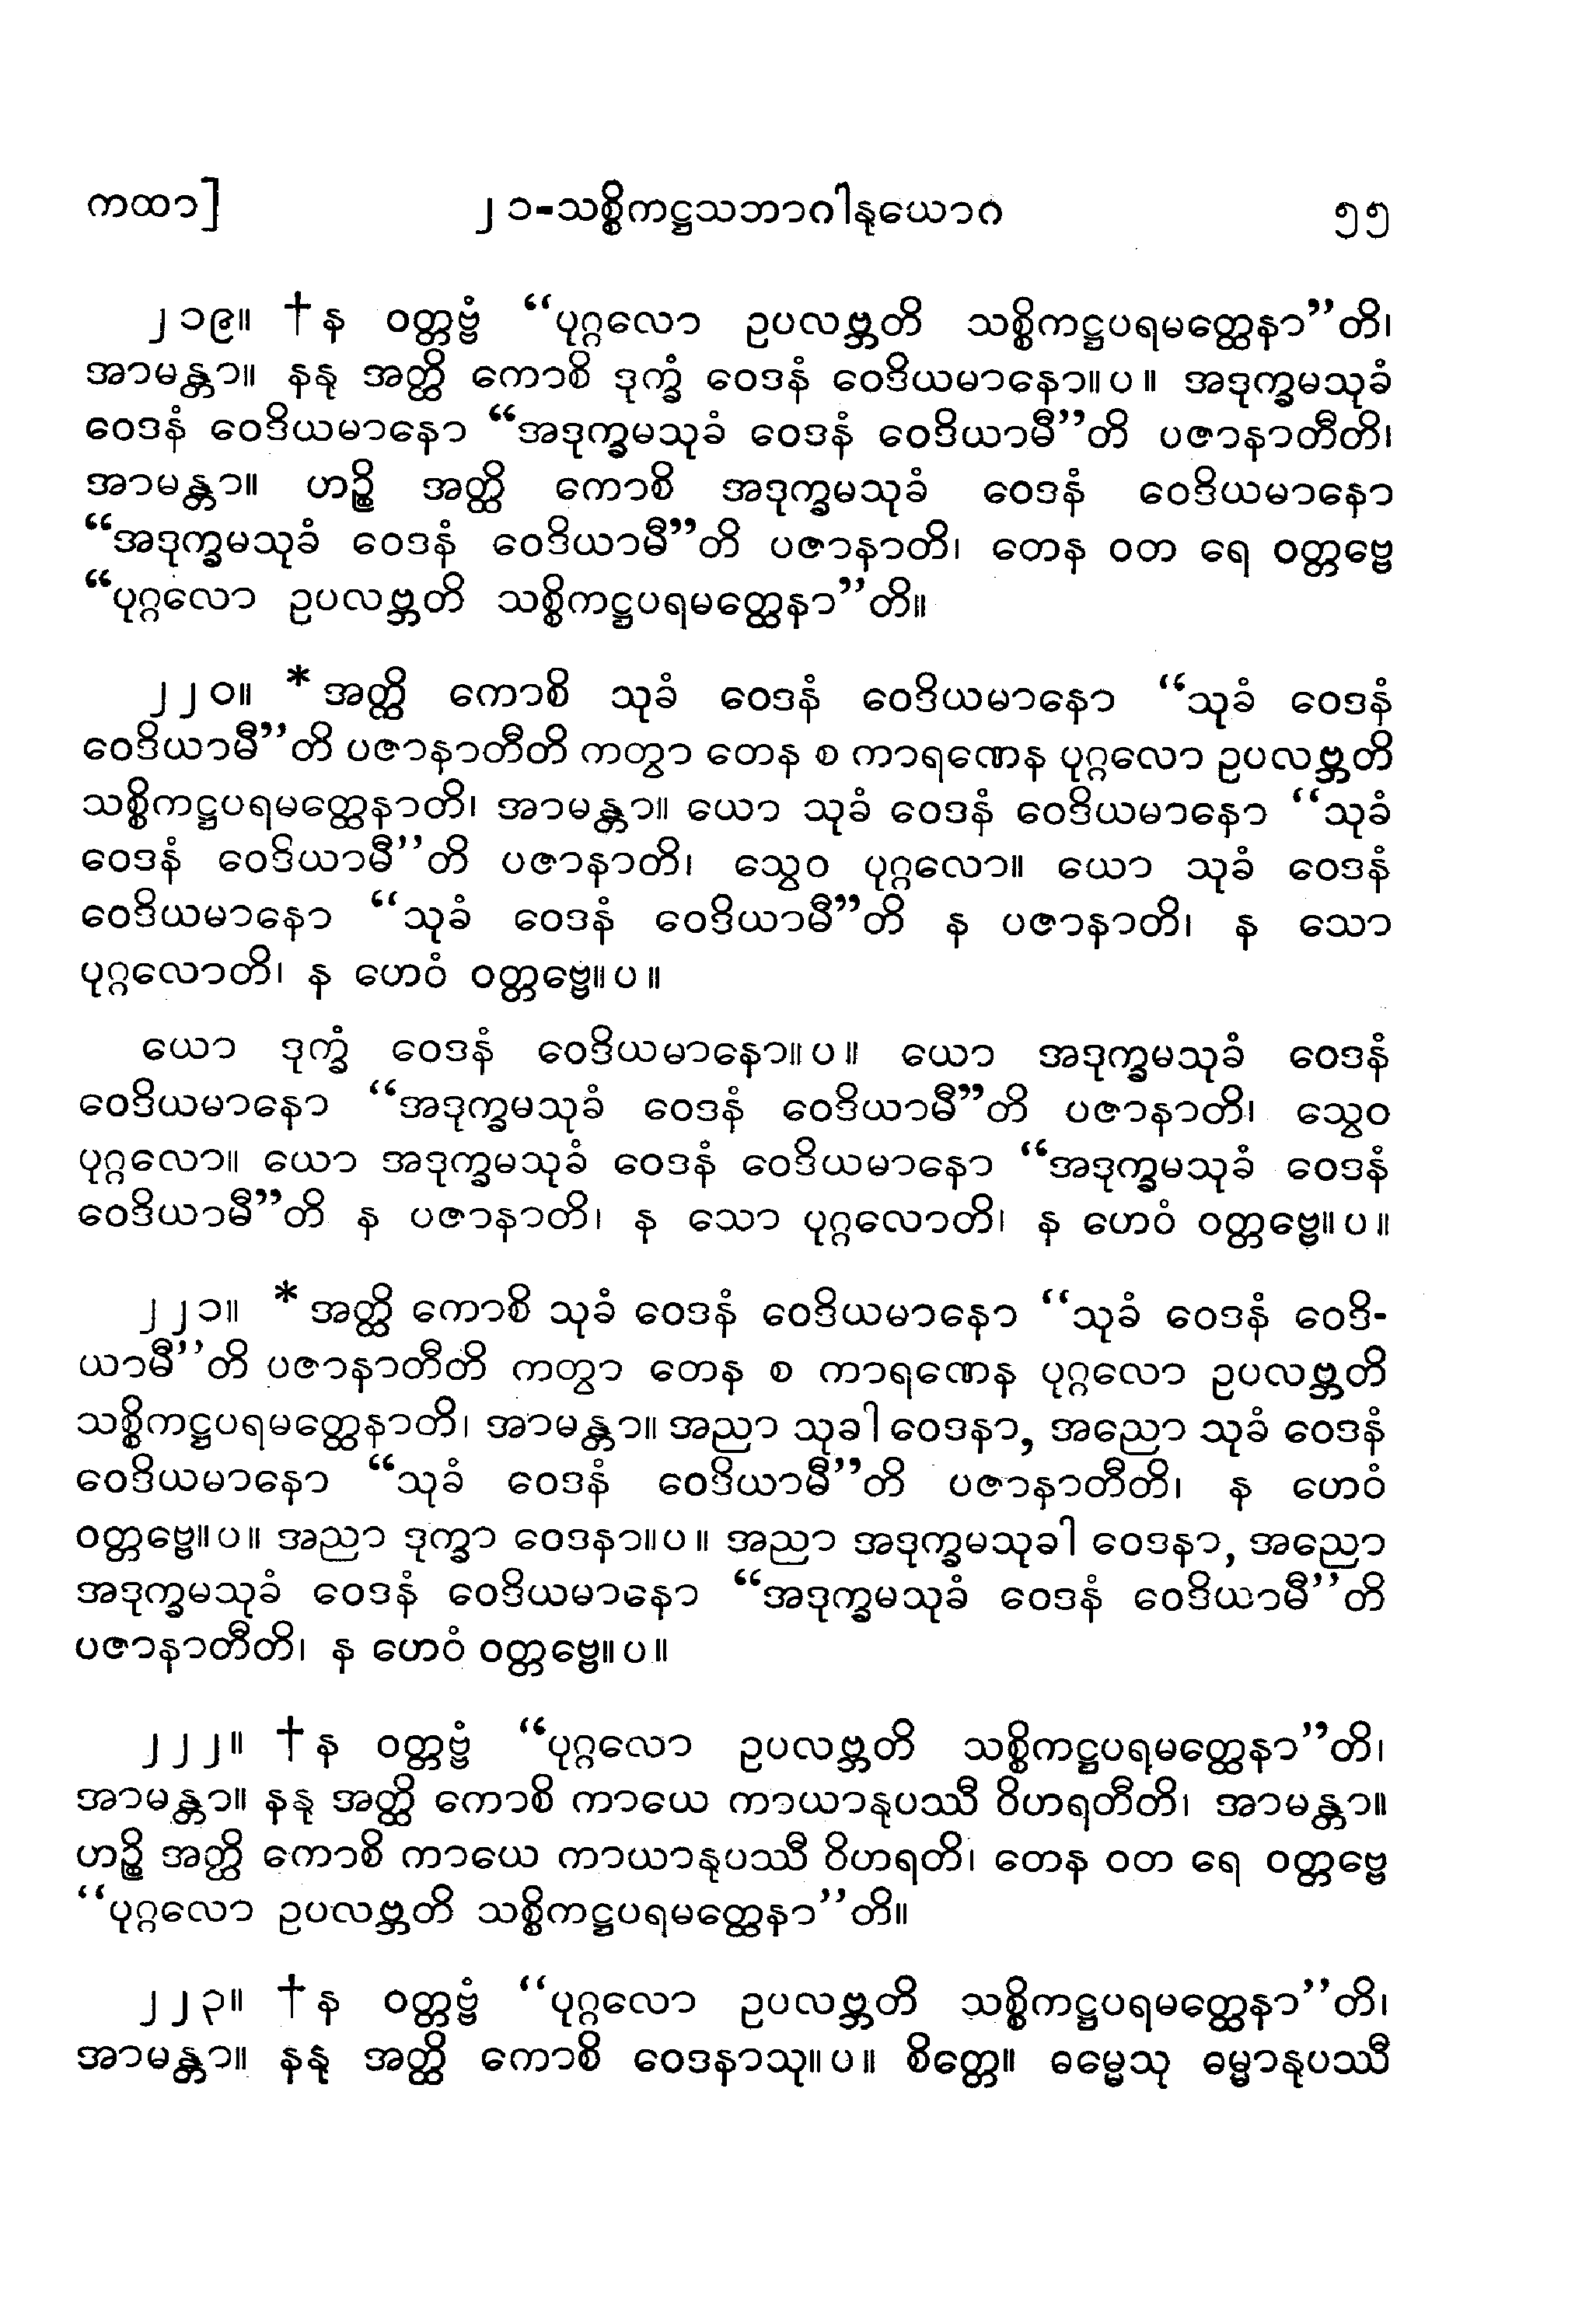 ကထာ] ၂၁-သစ္စိကဋ္ဌသဘာဂါနုယောဂ ၅၅
၂၁၉။ †န ဝတ္တဗ္ဗံ “ပုဂ္ဂလော ဥပလဗ္ဘတိ သစ္စိကဋ္ဌပရမတ္ထေနာ”တိ၊
အာမန္တာ။ နနု အတ္ထိ ကောစိ ဒုက္ခံ ဝေဒနံ ဝေဒိယမာနော။ပ။ အဒုက္ခမသုခံ
ဝေဒနံ ဝေဒိယမာနော “အဒုက္ခမသုခံ ဝေဒနံ ဝေဒိယာမီ”တိ ပဇာနာတီတိ၊
အာမန္တာ။ ဟဉ္စိ အတ္ထိ ကောစိ အဒုက္ခမသုခံ ဝေဒနံ ဝေဒိယမာနော
“အဒုက္ခမသုခံ ဝေဒနံ ဝေဒိယာမီ”တိ ပဇာနာတိ၊ တေန ဝတ ရေ ဝတ္တဗ္ဗေ
“ပုဂ္ဂလော ဥပလဗ္ဘတိ သစ္စိကဋ္ဌပရမတ္ထေနာ”တိ။
၂၂၀။ *အတ္ထိ ကောစိ သုခံ ဝေဒနံ ဝေဒိယမာနော “သုခံ ဝေဒနံ
ဝေဒိယာမီ”တိ ပဇာနာတီတိ ကတွာ တေန စ ကာရဏေန ပုဂ္ဂလော ဥပလဗ္ဘတိ
သစ္စိကဋ္ဌပရမတ္ထေနာတိ၊ အာမန္တာ။ ယော သုခံ ဝေဒနံ ဝေဒိယမာနော “သုခံ
ဝေဒနံ ဝေဒိယာမီ”တိ ပဇာနာတိ၊ သွေဝ ပုဂ္ဂလော။ ယော သုခံ ဝေဒနံ
ဝေဒိယမာနော “သုခံ ဝေဒနံ ဝေဒိယာမီ”တိ န ပဇာနာတိ၊ န သော
ပုဂ္ဂလောတိ၊ န ဟေဝံ ဝတ္တဗ္ဗေ။ပ။
ယော ဒုက္ခံ ဝေဒနံ ဝေဒိယမာနော။ပ။ ယော အဒုက္ခမသုခံ ဝေဒနံ
ဝေဒိယမာနော “အဒုက္ခမသုခံ ဝေဒနံ ဝေဒိယာမီ”တိ ပဇာနာတိ၊ သွေဝ
ပုဂ္ဂလော။ ယော အဒုက္ခမသုခံ ဝေဒနံ ဝေဒိယမာနော “အဒုက္ခမသုခံ ဝေဒနံ
ဝေဒိယာမီ”တိ န ပဇာနာတိ၊ န သော ပုဂ္ဂလောတိ၊ န ဟေဝံ ဝတ္တဗ္ဗေ။ပ။
၂၂၁။ *အတ္ထိ ကောစိ သုခံ ဝေဒနံ ဝေဒိယမာနော “သုခံ ဝေဒနံ ဝေဒိ-
ယာမီ”တိ ပဇာနာတီတိ ကတွာ တေန စ ကာရဏေန ပုဂ္ဂလော ဥပလဗ္ဘတိ
သစ္စိကဋ္ဌပရမတ္ထေနာတိ၊ အာမန္တာ။ အညာ သုခါ ဝေဒနာ, အညော သုခံ ဝေဒနံ
ဝေဒိယမာနော “သုခံ ဝေဒနံ ဝေဒိယာမီ”တိ ပဇာနာတီတိ၊ န ဟေဝံ
ဝတ္တဗ္ဗေ။ပ။ အညာ ဒုက္ခာ ဝေဒနာ။ပ။ အညာ အဒုက္ခမသုခါ ဝေဒနာ, အညော
အဒုက္ခမသုခံ ဝေဒနံ ဝေဒိယမာနော “အဒုက္ခမသုခံ ဝေဒနံ ဝေဒိယာမီ”တိ
ပဇာနာတီတိ၊ န ဟေဝံ ဝတ္တဗ္ဗေ။ပ။
၂၂၂။ †န ဝတ္တဗ္ဗံ “ပုဂ္ဂလော ဥပလဗ္ဘတိ သစ္စိကဋ္ဌပရမတ္ထေနာ”တိ၊
အာမန္တာ။ နနု အတ္ထိ ကောစိ ကာယေ ကာယာနုပဿီ ဝိဟရတီတိ၊ အာမန္တာ။
ဟဉ္စိ အတ္ထိ ကောစိ ကာယေ ကာယာနုပဿီ ဝိဟရတိ၊ တေန ဝတ ရေ ဝတ္တဗ္ဗေ
“ပုဂ္ဂလော ဥပလဗ္ဘတိ သစ္စိကဋ္ဌပရမတ္ထေနာ”တိ။
၂၂၃။ †န ဝတ္တဗ္ဗံ “ပုဂ္ဂလော ဥပလဗ္ဘတိ သစ္စိကဋ္ဌပရမတ္ထေနာ”တိ၊
အာမန္တာ။ နနု အတ္ထိ ကောစိ ဝေဒနာသု။ပ။ စိတ္တေ။ ဓမ္မေသု ဓမ္မာနုပဿီ